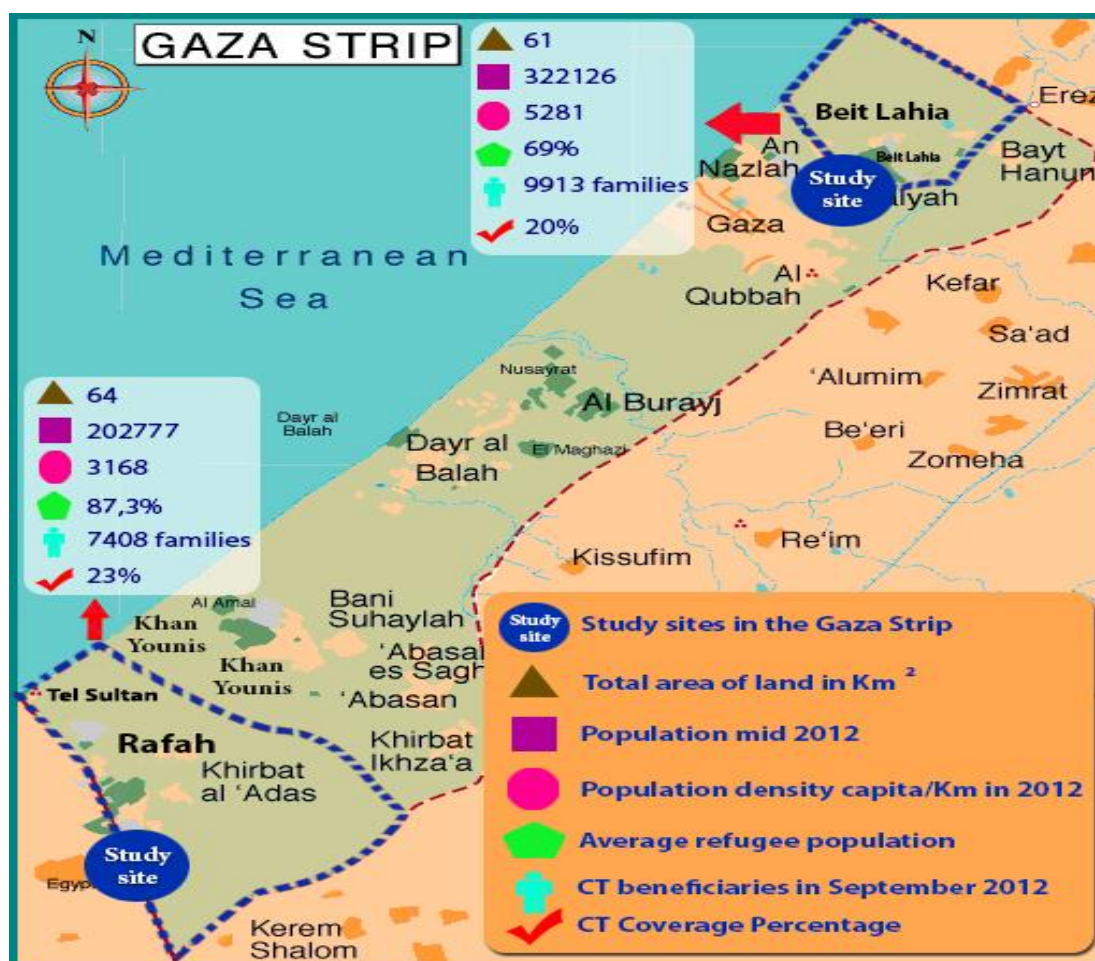 N
GAZA STRIP
61
322126
5281
69%
9913 families
20%
Beit Lahia
Erez
An
Nazlah
Beit Lahia
Bayt
Hanun
Study
site
alyah
Gaza
Mediterranean
Sea
Al
Qubbah
Kefar
Sa'ad
'Alumim
Zimrat
Nusayrat
Al Burayj
Be'eri
Zomeha
64
202777
3168
87,3%
7408 families
23%
Dayr al
Balah
Dayr al
Balah
El Maghazi
Re'im
Kissufim
Al Amal
Khan
Younis
Khan
Younis
Bani
Suhaylah
'Abasa
es Sagh
'Abasan
Khirbat
Ikhza'a
Tel Sultan
Rafah
Khirbat
al 'Adas
Study
site
Egyp
Kerem
Shalom
Study
site
Study sites in the Gaza Strip
Total area of land in Km ²
Population mid 2012
Population density capita/Km in 2012
Average refugee population
CT beneficiaries in September 2012
CT Coverage Percentage